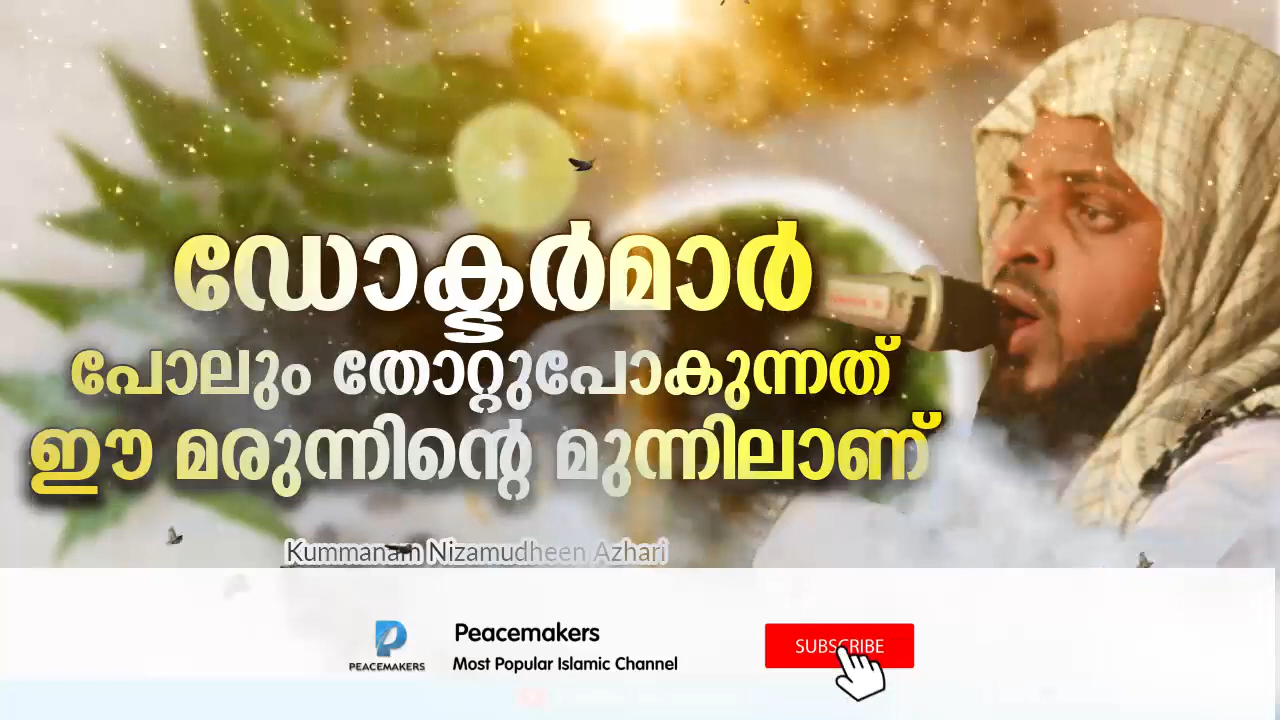 ഡോക്ടർമാർ
പോലും തോറ്റുപോകുന്നത്
ഈ മരുന്നിന്റെ മുന്നിലാണ്
Kummanam Nizamudheen Azhari
Peacemakers
PEACEMAKERS
Most Popular Islamic Channel
SUBSCRIBE